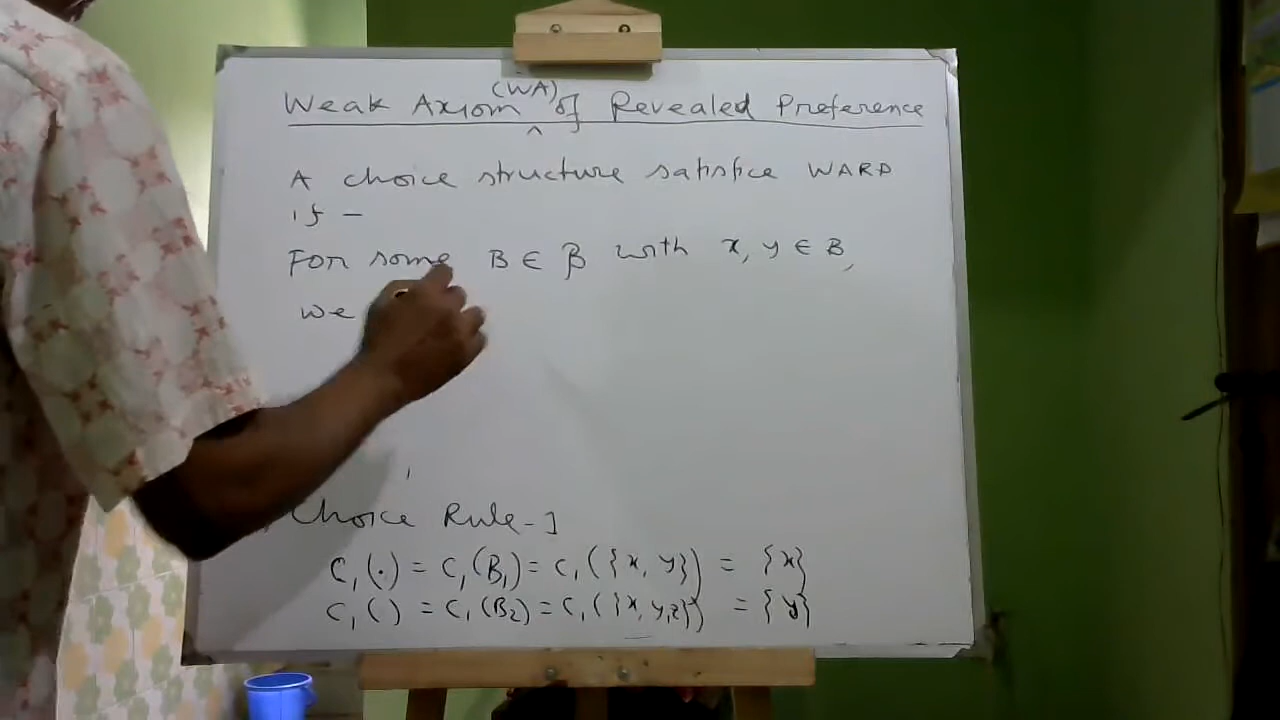 Weak Axiom (WA) of Revealed Preference
A choice structure satisfice WARP
if -
For some B ∈ β with x, y ∈ B,
we
Choice Rule - 1
C₁(·) = C₁(B₁) = C₁({x, y}) = {x}
C₁( ) = C₁(B₂) = C₁({x, y, z}) = {y}